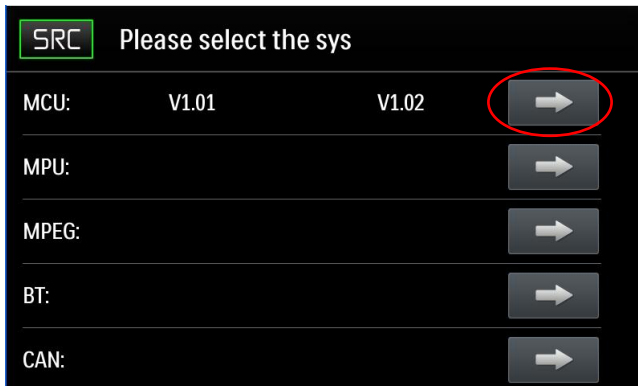 SRC Please select the sys
MCU: V1.01 V1.02
MPU:
MPEG:
BT:
CAN: